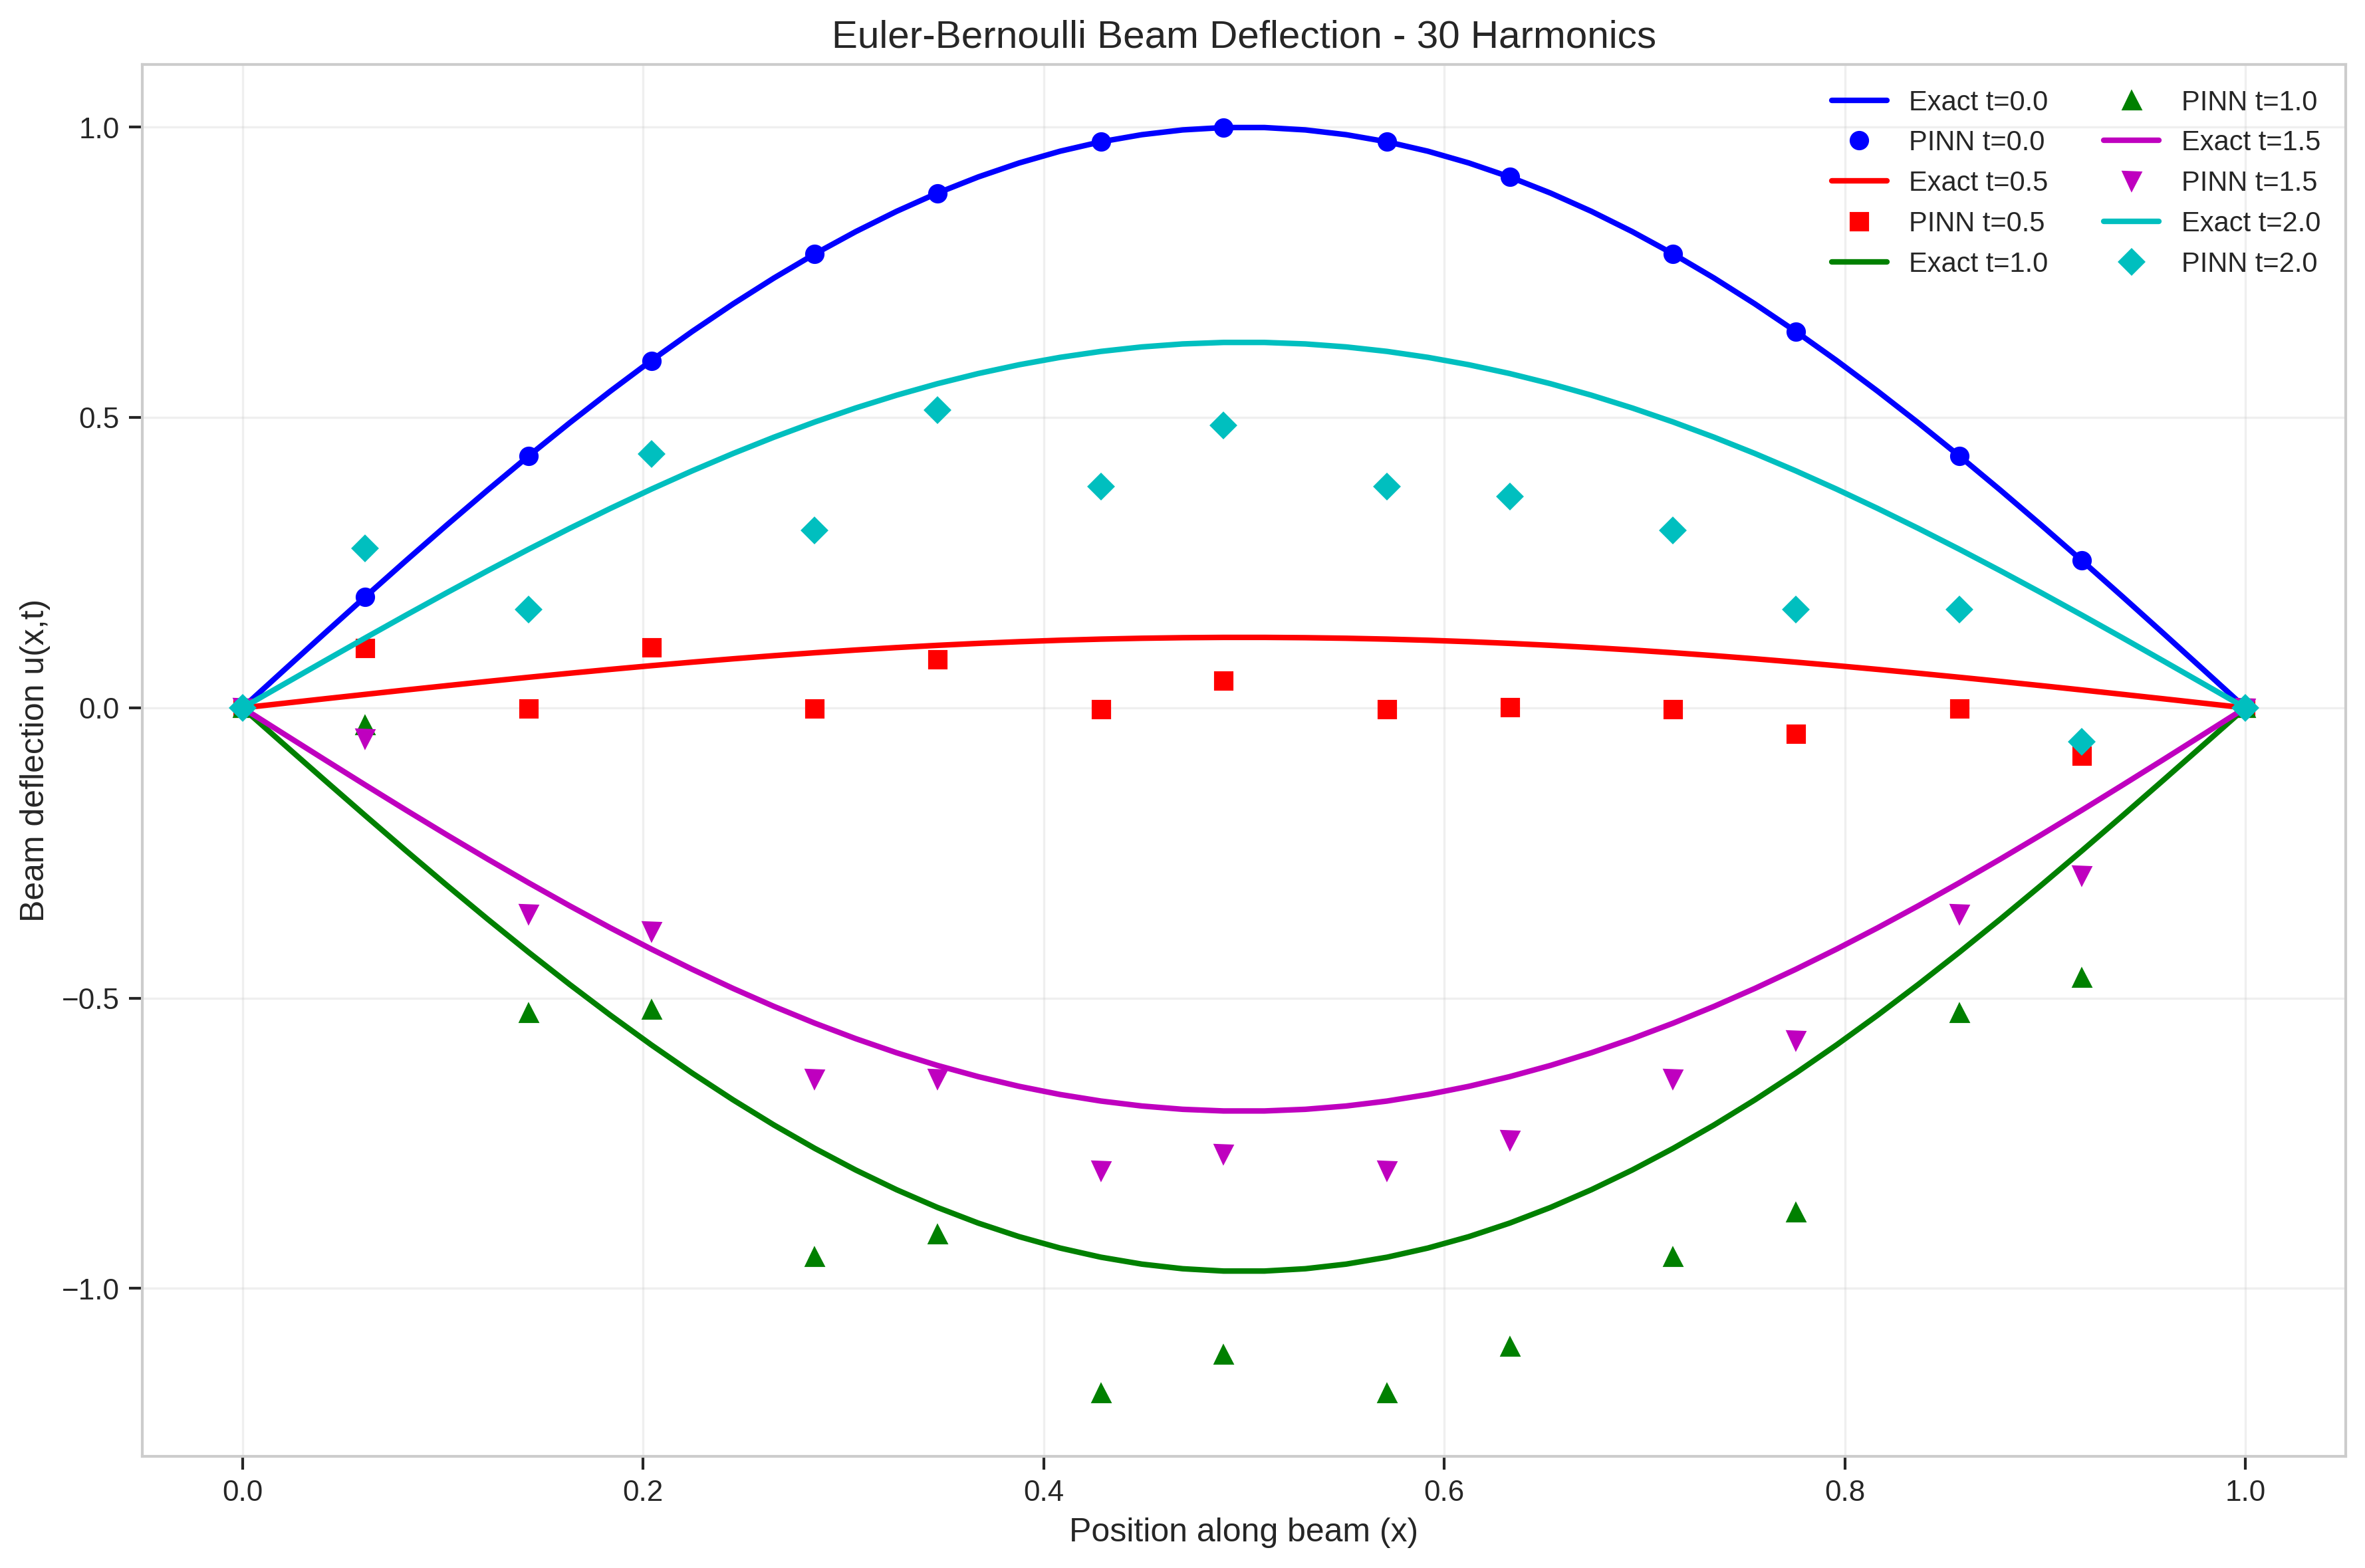 Euler-Bernoulli Beam Deflection - 30 Harmonics
Exact t=0.0
PINN t=0.0
Exact t=0.5
PINN t=0.5
Exact t=1.0
PINN t=1.0
Exact t=1.5
PINN t=1.5
Exact t=2.0
PINN t=2.0
Beam deflection u(x,t)
1.0
0.5
0.0
−0.5
−1.0
0.0 0.2 0.4 0.6 0.8 1.0
Position along beam (x)